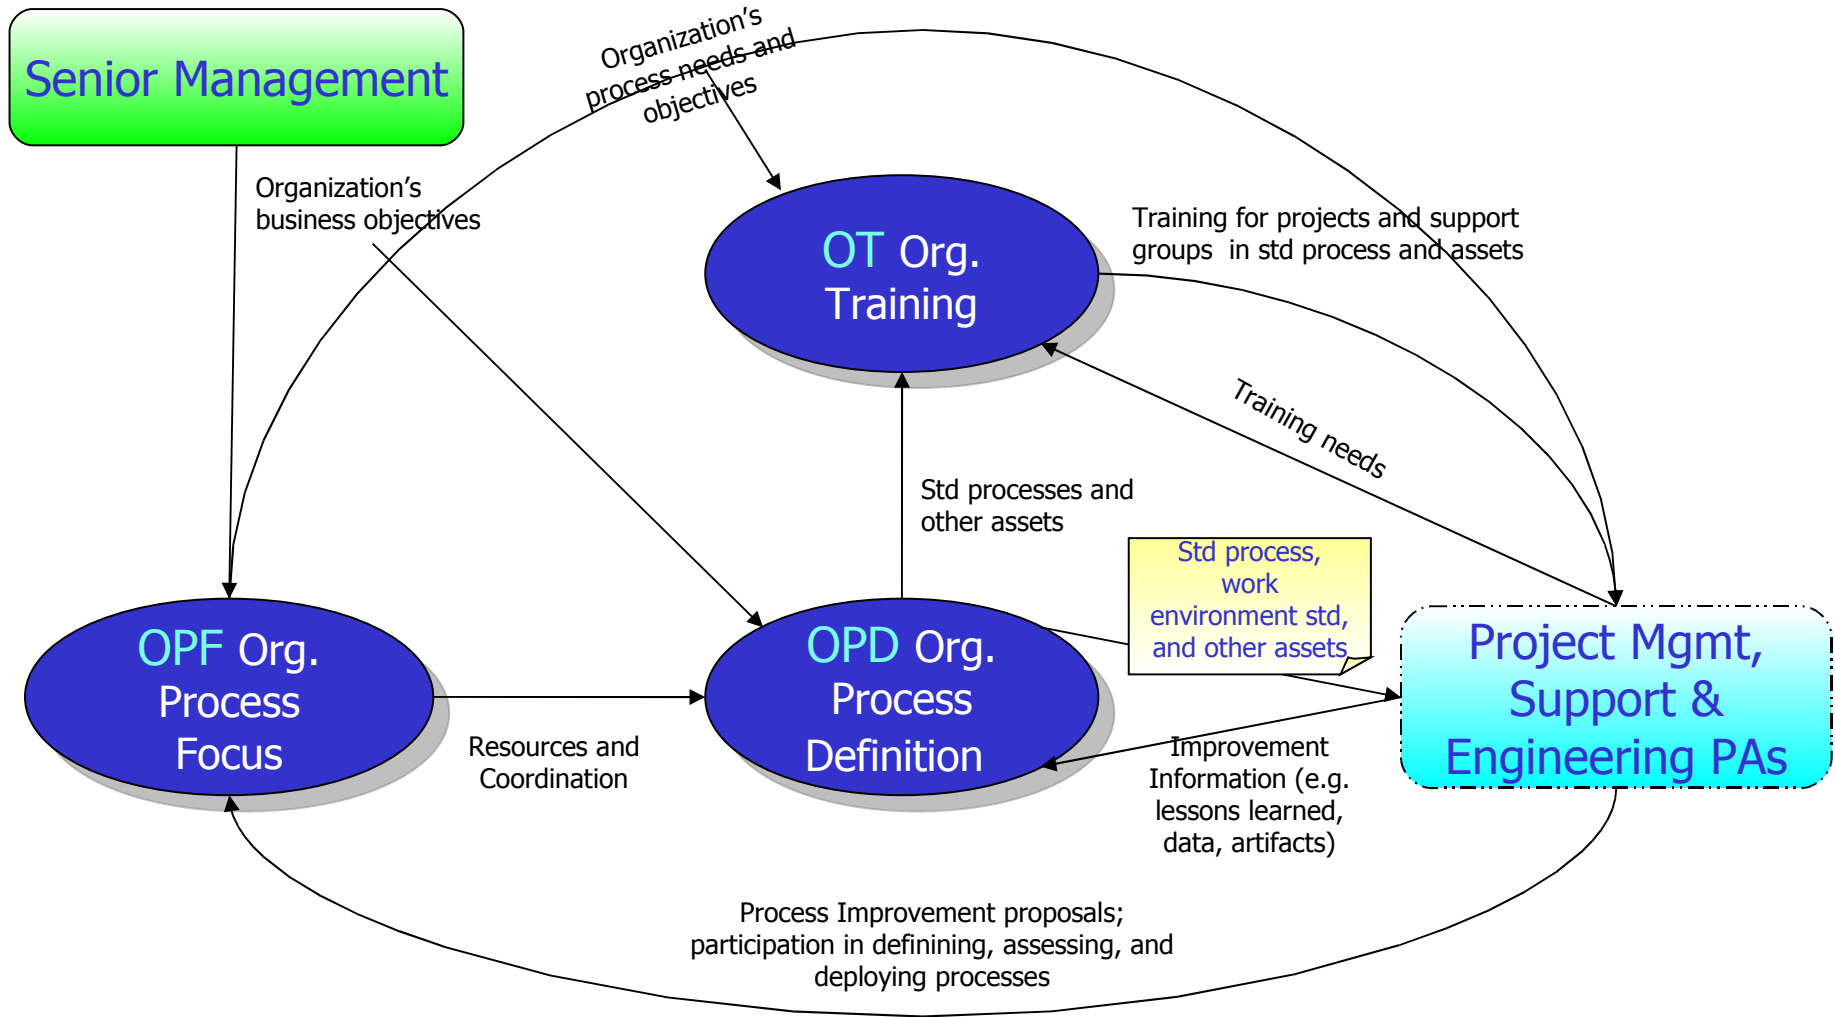 Senior Management
Organization’s
process needs and
objectives
Organization’s
business objectives
OT Org.
Training
Training for projects and support
groups  in std process and assets
Training needs
Std processes and
other assets
Std process,
work
environment std,
and other assets
OPF Org.
Process
Focus
Resources and
Coordination
OPD Org.
Process
Definition
Project Mgmt,
Support &
Engineering PAs
Improvement
Information (e.g.
lessons learned,
data, artifacts)
Process Improvement proposals;
participation in definining, assessing, and
deploying processes